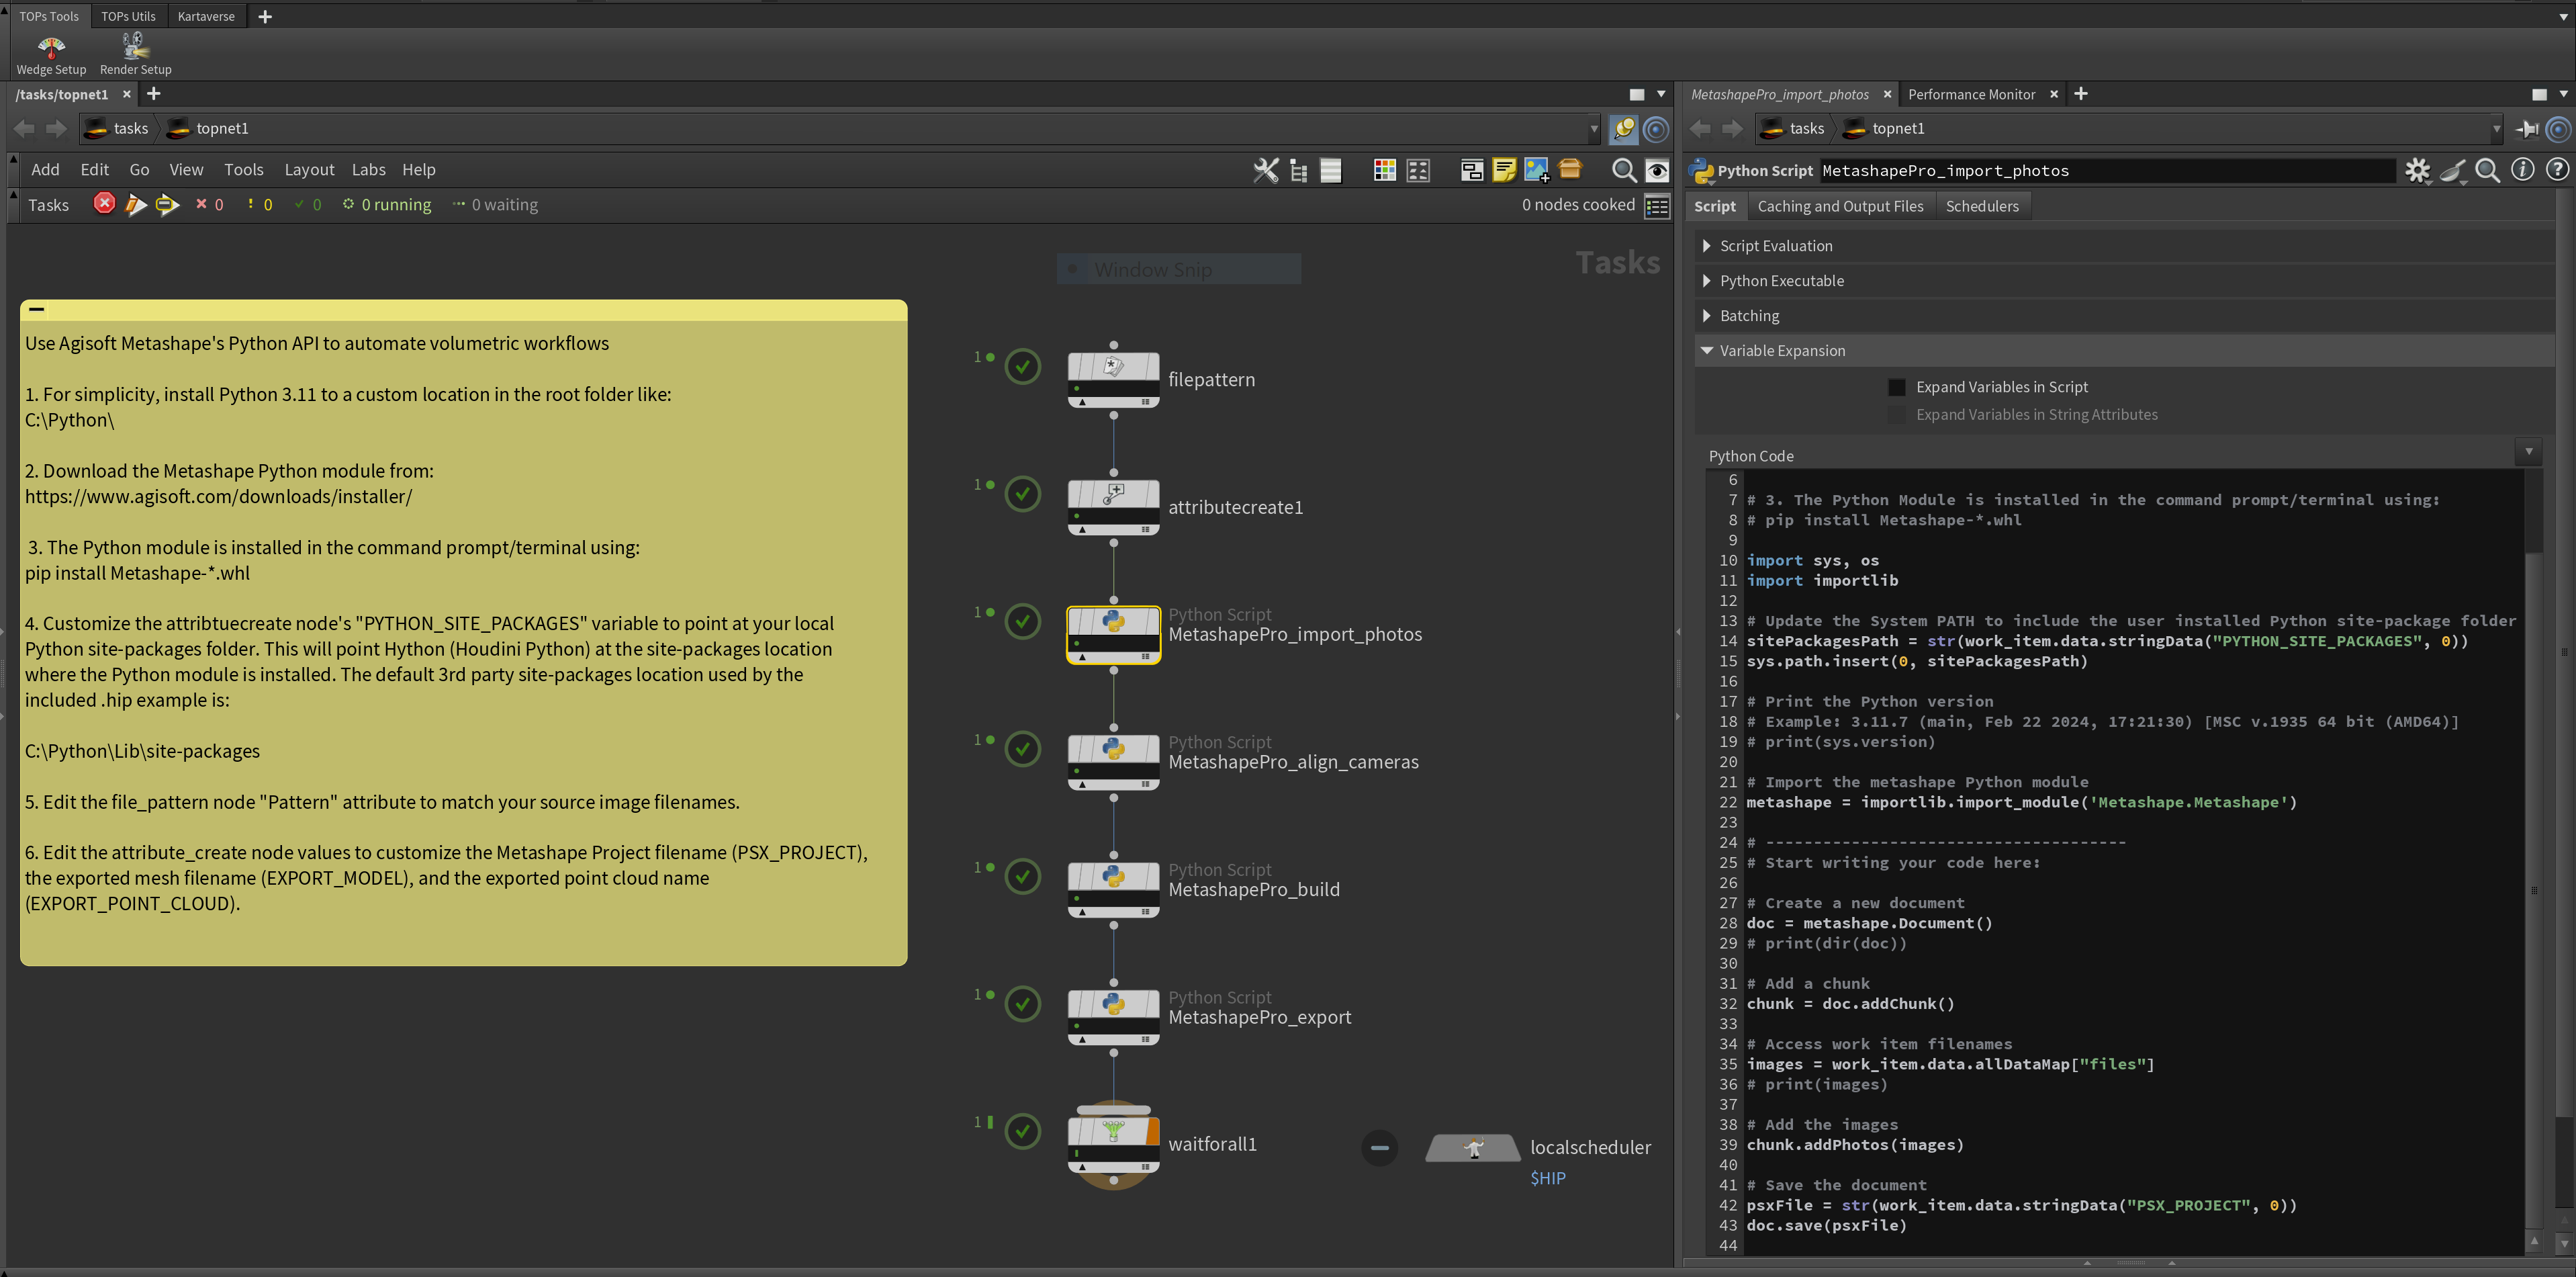 TOPs Tools
TOPs Utils
Kartaverse
Wedge Setup
Render Setup
/tasks/topnet1
tasks
topnet1
Add Edit Go View Tools Layout Labs Help
Tasks
0
0
0
0 running
0 waiting
0 nodes cooked
Window Snip
Tasks
Use Agisoft Metashape's Python API to automate volumetric workflows
1. For simplicity, install Python 3.11 to a custom location in the root folder like:
C:\Python\
2. Download the Metashape Python module from:
https://www.agisoft.com/downloads/installer/
3. The Python module is installed in the command prompt/terminal using:
pip install Metashape-*.whl
4. Customize the attribtuecreate node's "PYTHON_SITE_PACKAGES" variable to point at your local
Python site-packages folder. This will point Hython (Houdini Python) at the site-packages location
where the Python module is installed. The default 3rd party site-packages location used by the
included .hip example is:
C:\Python\Lib\site-packages
5. Edit the file_pattern node "Pattern" attribute to match your source image filenames.
6. Edit the attribute_create node values to customize the Metashape Project filename (PSX_PROJECT),
the exported mesh filename (EXPORT_MODEL), and the exported point cloud name
(EXPORT_POINT_CLOUD).
1
filepattern
1
attributecreate1
1
Python Script
MetashapePro_import_photos
1
Python Script
MetashapePro_align_cameras
1
Python Script
MetashapePro_build
1
Python Script
MetashapePro_export
1
waitforall1
localscheduler
$HIP
MetashapePro_import_photos
Performance Monitor
tasks
topnet1
Python Script MetashapePro_import_photos
Script
Caching and Output Files
Schedulers
Script Evaluation
Python Executable
Batching
Variable Expansion
Expand Variables in Script
Expand Variables in String Attributes
Python Code
6
7 # 3. The Python Module is installed in the command prompt/terminal using:
8 # pip install Metashape-*.whl
9
10 import sys, os
11 import importlib
12
13 # Update the System PATH to include the user installed Python site-package folder
14 sitePackagesPath = str(work_item.data.stringData("PYTHON_SITE_PACKAGES", 0))
15 sys.path.insert(0, sitePackagesPath)
16
17 # Print the Python version
18 # Example: 3.11.7 (main, Feb 22 2024, 17:21:30) [MSC v.1935 64 bit (AMD64)]
19 # print(sys.version)
20
21 # Import the metashape Python module
22 metashape = importlib.import_module('Metashape.Metashape')
23
24 # --------------------------------------
25 # Start writing your code here:
26
27 # Create a new document
28 doc = metashape.Document()
29 # print(dir(doc))
30
31 # Add a chunk
32 chunk = doc.addChunk()
33
34 # Access work item filenames
35 images = work_item.data.allDataMap["files"]
36 # print(images)
37
38 # Add the images
39 chunk.addPhotos(images)
40
41 # Save the document
42 psxFile = str(work_item.data.stringData("PSX_PROJECT", 0))
43 doc.save(psxFile)
44